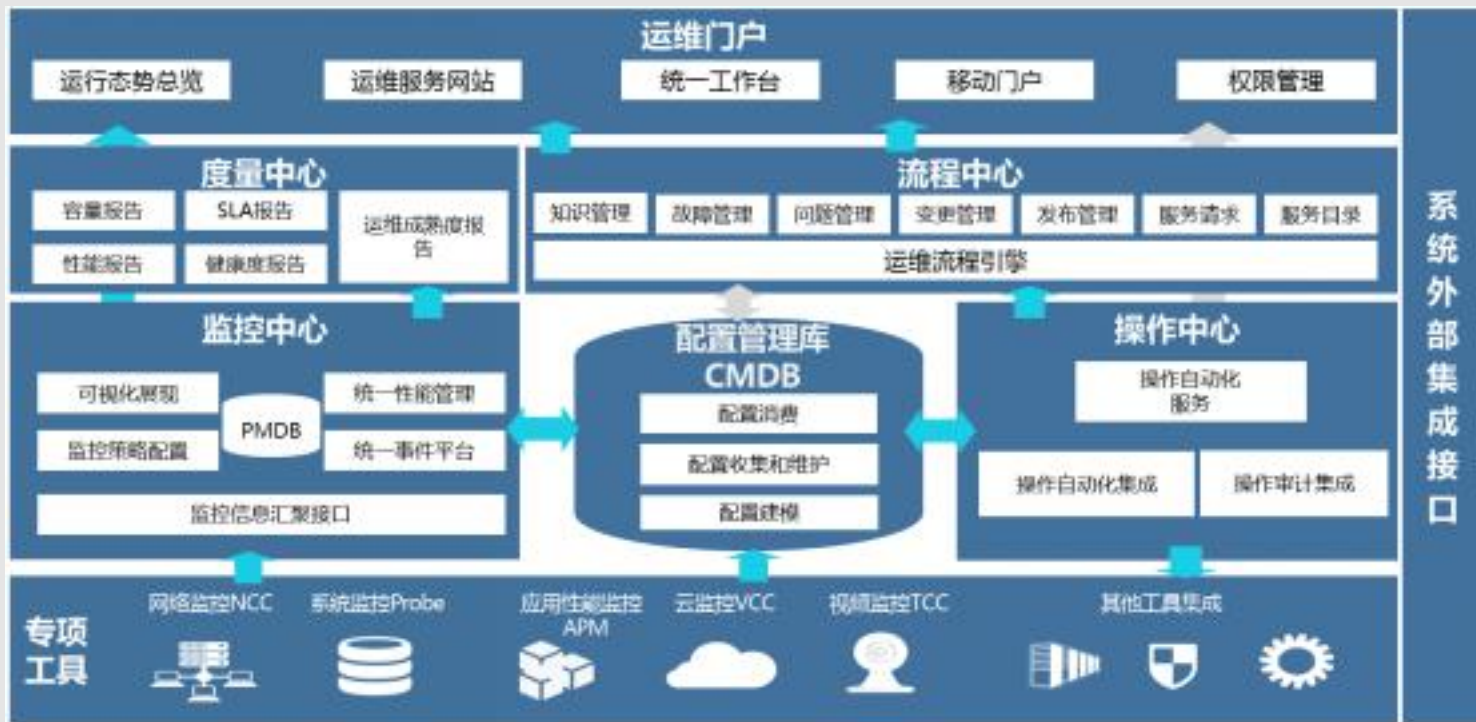 运维门户
运行态势总览
运维服务网站
统一工作台
移动门户
权限管理
度量中心
容量报告
SLA报告
运维成熟度报
告
性能报告
健康度报告
流程中心
知识管理
故障管理
问题管理
变更管理
发布管理
服务请求
服务目录
运维流程引擎
监控中心
可视化展现
统一性能管理
PMDB
监控策略配置
统一事件平台
监控信息汇聚接口
配置管理库
CMDB
配置消费
配置收集和维护
配置建模
操作中心
操作自动化
服务
操作自动化集成
操作审计集成
专项
工具
网络监控NCC
系统监控Probe
应用性能监控
APM
云监控VCC
视频监控TCC
其他工具集成
系统外部集成接口